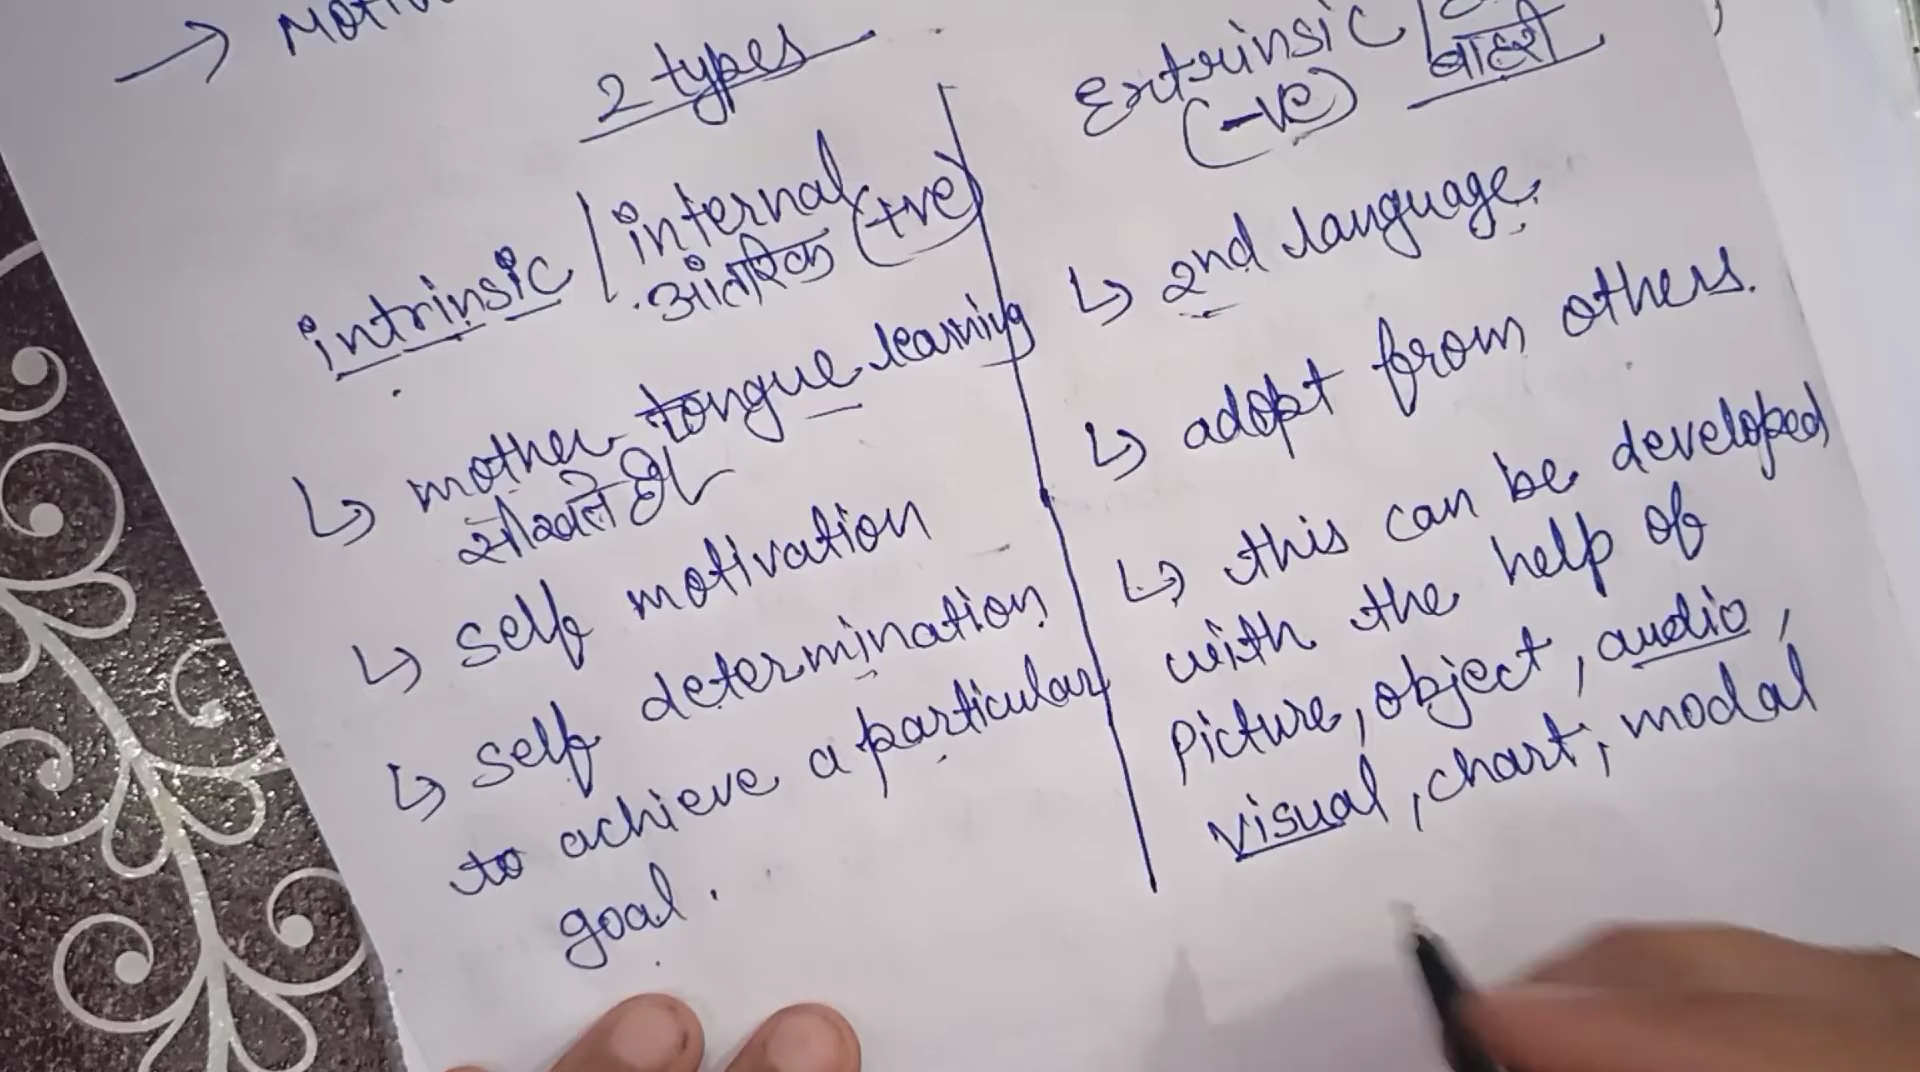 →
2 types
intrinsic / internal (+ve)
आंतरिक
↳ mother tongue learning
सीखते है
↳ self motivation
↳ self determination
to achieve a particular
goal.
Extrinsic
(-ve) बाहरी
↳ 2nd language.
↳ adopt from others.
↳ this can be developed
with the help of
Picture, object, audio,
visual, chart, modal